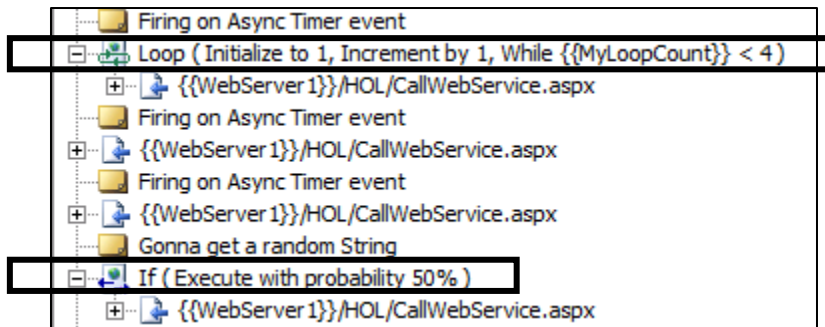 Firing on Async Timer event
Loop ( Initialize to 1, Increment by 1, While {{MyLoopCount}} < 4 )
{{WebServer1}}/HOL/CallWebService.aspx
Firing on Async Timer event
{{WebServer1}}/HOL/CallWebService.aspx
Firing on Async Timer event
{{WebServer1}}/HOL/CallWebService.aspx
Gonna get a random String
If ( Execute with probability 50% )
{{WebServer1}}/HOL/CallWebService.aspx